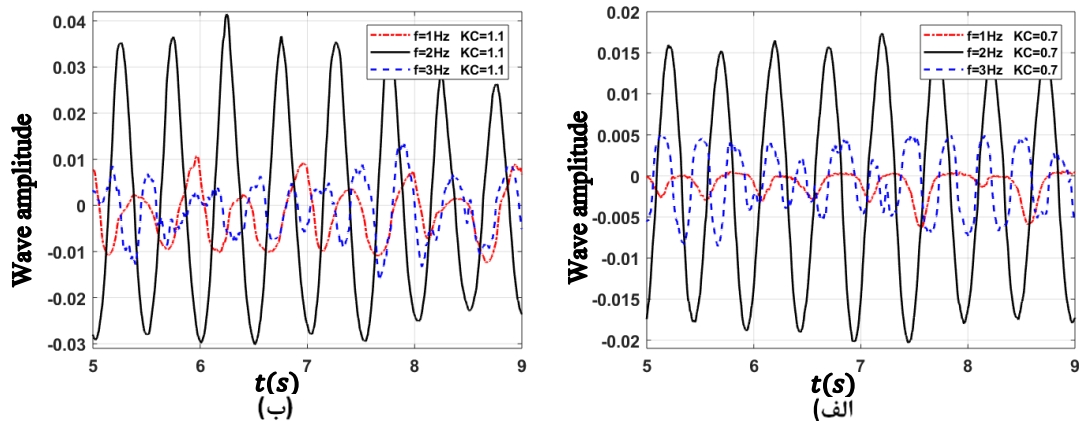 0.04
0.03
0.02
0.01
0
-0.01
-0.02
-0.03
Wave amplitude
f=1Hz KC=1.1
f=2Hz KC=1.1
f=3Hz KC=1.1
5 6 7 8 9
t(s)
(ب)
0.02
0.015
0.01
0.005
0
-0.005
-0.01
-0.015
-0.02
Wave amplitude
f=1Hz KC=0.7
f=2Hz KC=0.7
f=3Hz KC=0.7
5 6 7 8 9
t(s)
الف)